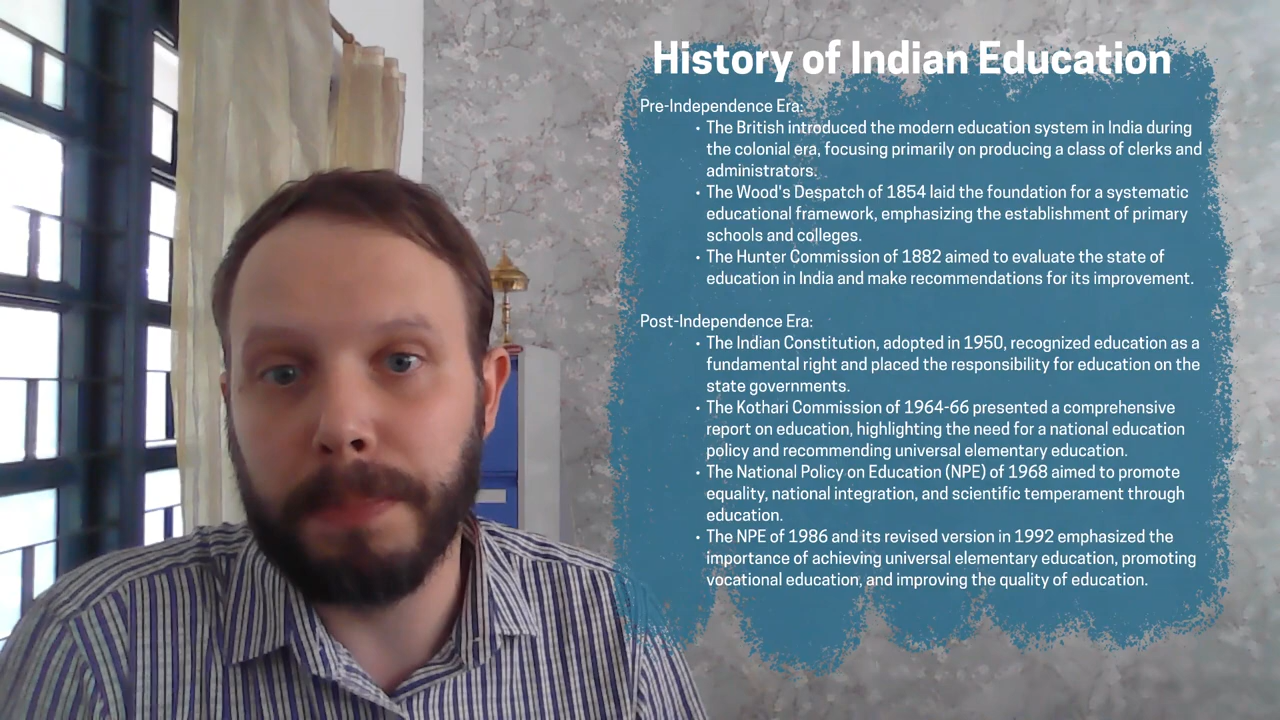 History of Indian Education
Pre-Independence Era:
• The British introduced the modern education system in India during
the colonial era, focusing primarily on producing a class of clerks and
administrators.
• The Wood's Despatch of 1854 laid the foundation for a systematic
educational framework, emphasizing the establishment of primary
schools and colleges.
• The Hunter Commission of 1882 aimed to evaluate the state of
education in India and make recommendations for its improvement.
Post-Independence Era:
• The Indian Constitution, adopted in 1950, recognized education as a
fundamental right and placed the responsibility for education on the
state governments.
• The Kothari Commission of 1964-66 presented a comprehensive
report on education, highlighting the need for a national education
policy and recommending universal elementary education.
• The National Policy on Education (NPE) of 1968 aimed to promote
equality, national integration, and scientific temperament through
education.
• The NPE of 1986 and its revised version in 1992 emphasized the
importance of achieving universal elementary education, promoting
vocational education, and improving the quality of education.